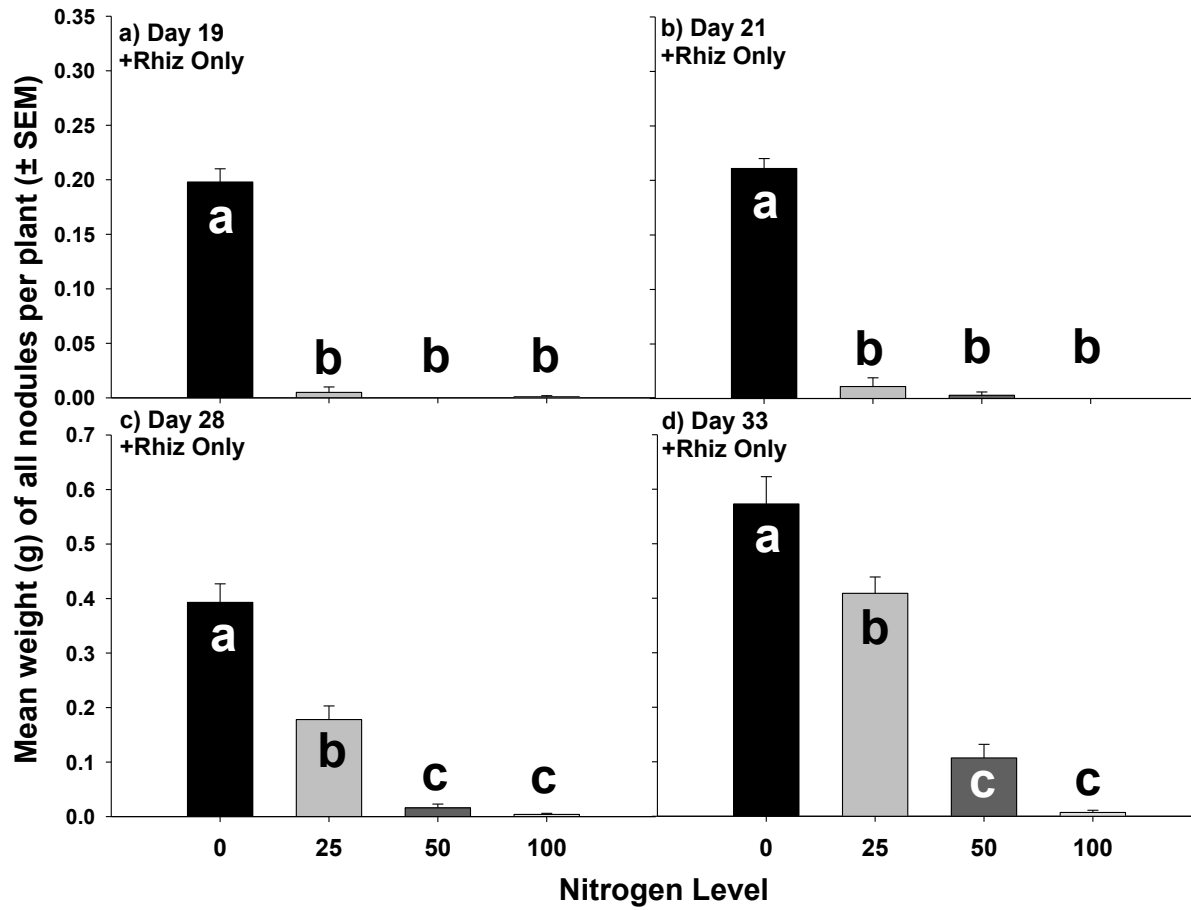 Mean weight (g) of all nodules per plant (± SEM)
0.35
0.30
0.25
0.20
0.15
0.10
0.05
0.00
a) Day 19
+Rhiz Only
a
b
b
b
b) Day 21
+Rhiz Only
a
b
b
b
0.7
0.6
0.5
0.4
0.3
0.2
0.1
0.0
c) Day 28
+Rhiz Only
a
b
c
c
d) Day 33
+Rhiz Only
a
b
c
c
0 25 50 100
0 25 50 100
Nitrogen Level